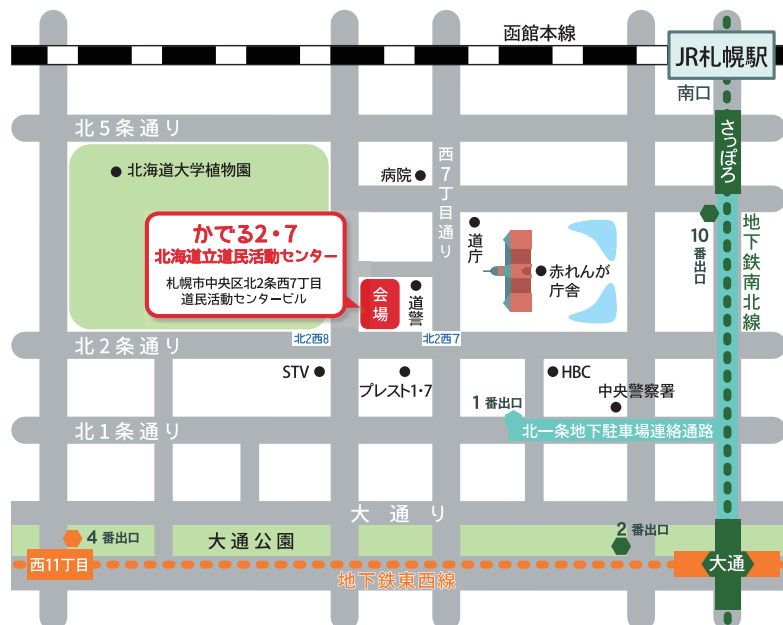 函館本線
JR札幌駅
南口
北5条通り
さっぽろ
北海道大学植物園
病院
西7丁目通り
かでる2・7
北海道立道民活動センター
札幌市中央区北2条西7丁目
道民活動センタービル
道庁
赤れんが
庁舎
10
番出口
地下鉄南北線
会場
道警
北2西8
北2西7
北2条通り
STV
プレスト1・7
HBC
中央警察署
1 番出口
北1条通り
北一条地下駐車場連絡通路
大通り
4 番出口
大通公園
2 番出口
西11丁目
大通
地下鉄東西線